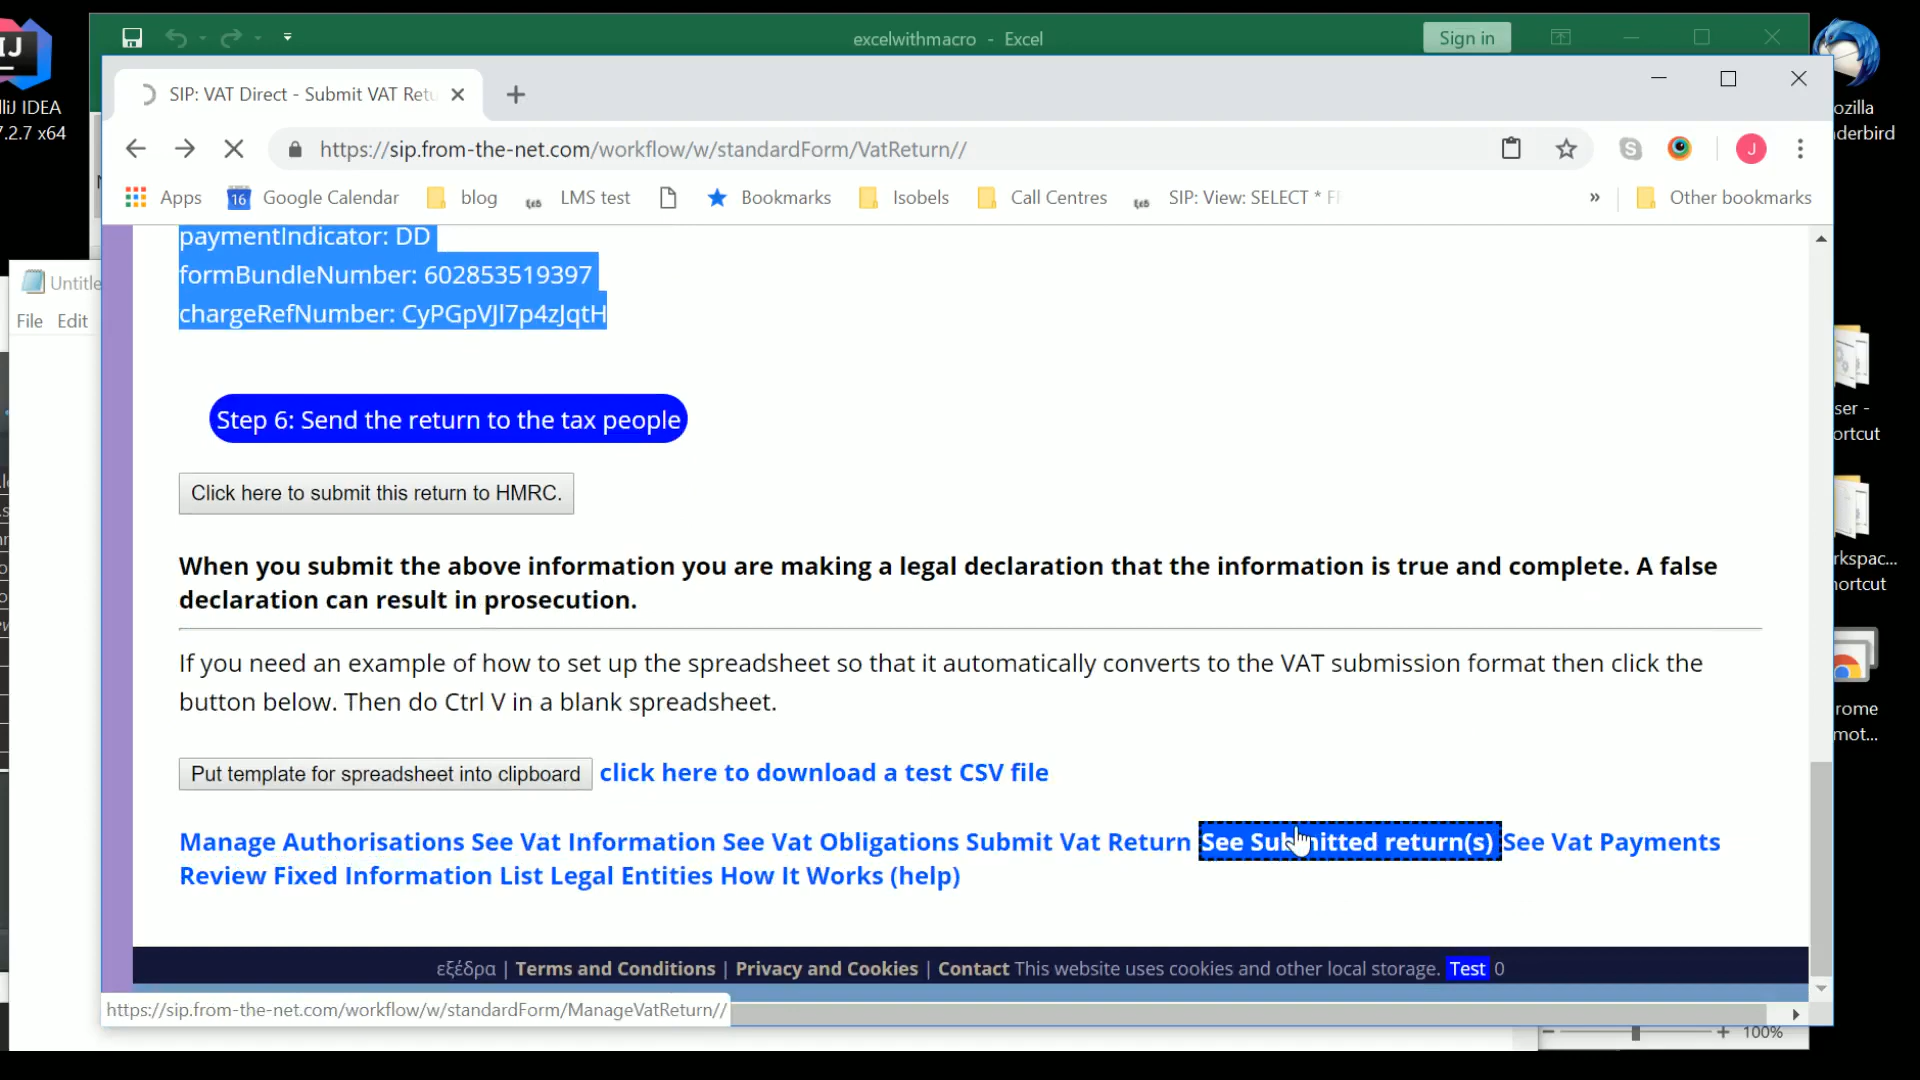 excelwithmacro - Excel
Sign in
IJ
IDEA
7.2.7 x64
SIP: VAT Direct - Submit VAT Retu
https://sip.from-the-net.com/workflow/w/standardForm/VatReturn//
S
J
Apps
16
Google Calendar
blog
LMS test
Bookmarks
Isobels
Call Centres
SIP: View: SELECT * F
»
Other bookmarks
File Edit
paymentIndicator: DD
formBundleNumber: 602853519397
chargeRefNumber: CyPGpVJl7p4zJqtH
Step 6: Send the return to the tax people
Click here to submit this return to HMRC.
When you submit the above information you are making a legal declaration that the information is true and complete. A false
declaration can result in prosecution.
If you need an example of how to set up the spreadsheet so that it automatically converts to the VAT submission format then click the
button below. Then do Ctrl V in a blank spreadsheet.
Put template for spreadsheet into clipboard click here to download a test CSV file
Manage Authorisations See Vat Information See Vat Obligations Submit Vat Return See Submitted return(s) See Vat Payments
Review Fixed Information List Legal Entities How It Works (help)
εξέδρα | Terms and Conditions | Privacy and Cookies | Contact This website uses cookies and other local storage. Test 0
https://sip.from-the-net.com/workflow/w/standardForm/ManageVatReturn//
100%